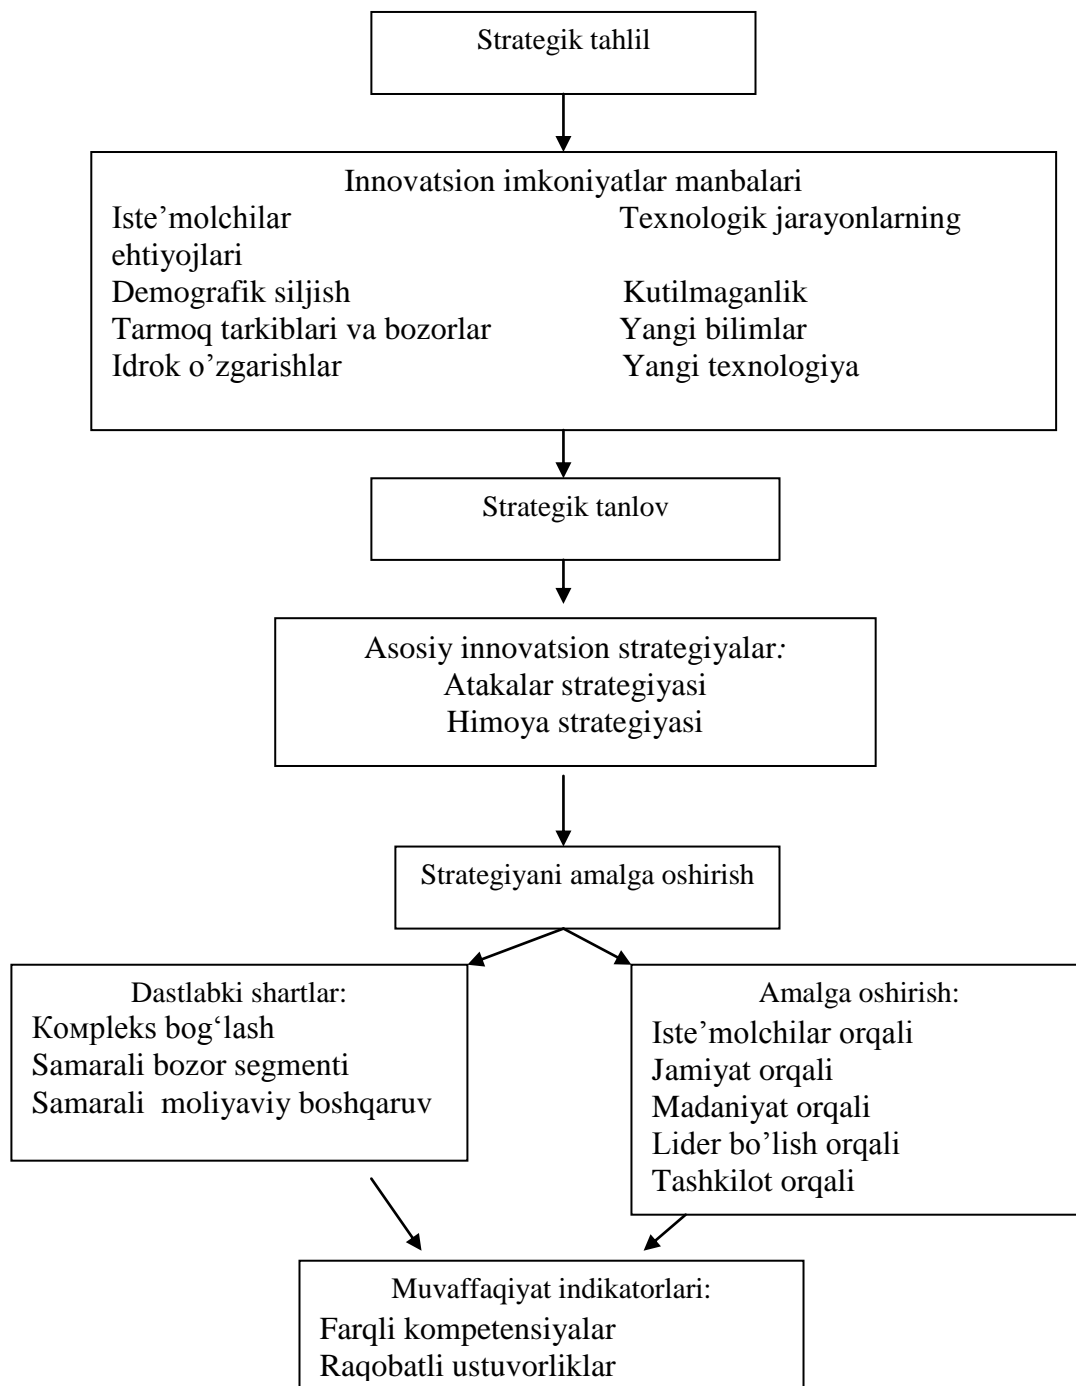 Strategik tahlil
Innovatsion imkoniyatlar manbalari
Iste’molchilar
ehtiyojlari
Demografik siljish
Tarmoq tarkiblari va bozorlar
Idrok o’zgarishlar
Texnologik jarayonlarning
Kutilmaganlik
Yangi bilimlar
Yangi texnologiya
Strategik tanlov
Asosiy innovatsion strategiyalar:
Atakalar strategiyasi
Himoya strategiyasi
Strategiyani amalga oshirish
Dastlabki shartlar:
Компleks bog‘lash
Samarali bozor segmenti
Samarali moliyaviy boshqaruv
Amalga oshirish:
Iste’molchilar orqali
Jamiyat orqali
Madaniyat orqali
Lider bo’lish orqali
Tashkilot orqali
Muvaffaqiyat indikatorlari:
Farqli kompetensiyalar
Raqobatli ustuvorliklar